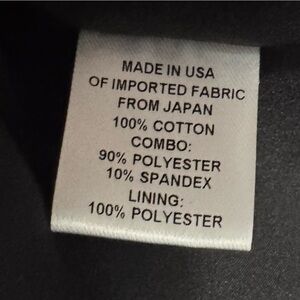 MADE IN USA
OF IMPORTED FABRIC
FROM JAPAN
100% COTTON
COMBO:
90% POLYESTER
10% SPANDEX
LINING:
100% POLYESTER